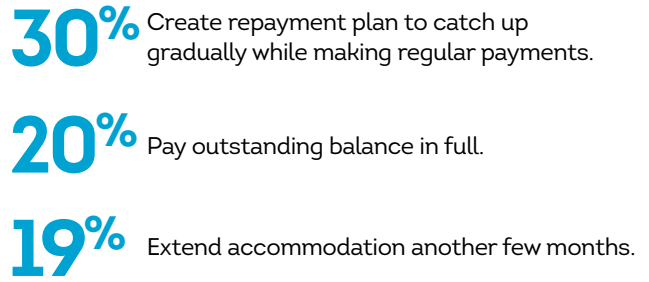 30% Create repayment plan to catch up
gradually while making regular payments.
20% Pay outstanding balance in full.
19% Extend accommodation another few months.